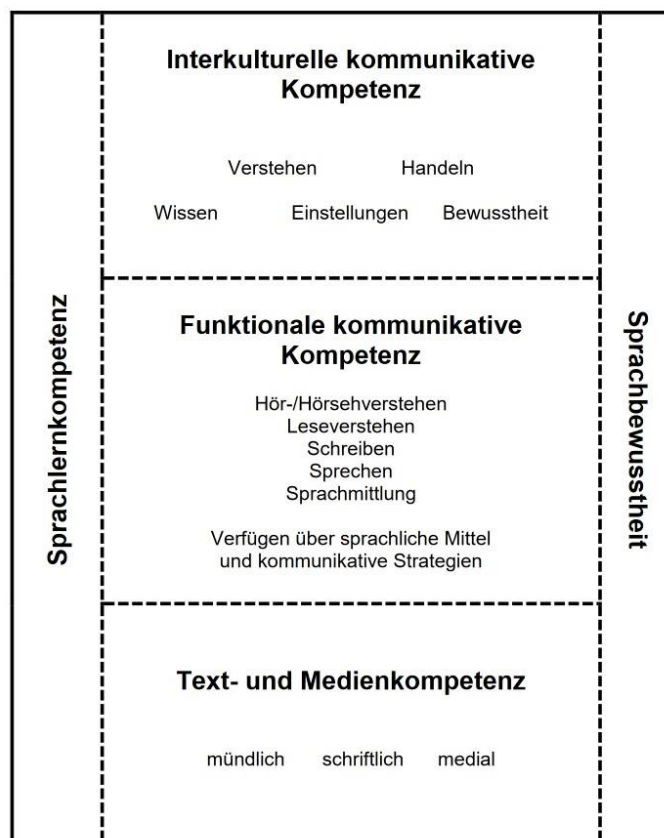 Interkulturelle kommunikative
Kompetenz
Verstehen Handeln
Wissen Einstellungen Bewusstheit
Sprachlernkompetenz
Funktionale kommunikative
Kompetenz
Hör-/Hörsehverstehen
Leseverstehen
Schreiben
Sprechen
Sprachmittlung
Verfügen über sprachliche Mittel
und kommunikative Strategien
Sprachbewusstheit
Text- und Medienkompetenz
mündlich schriftlich medial